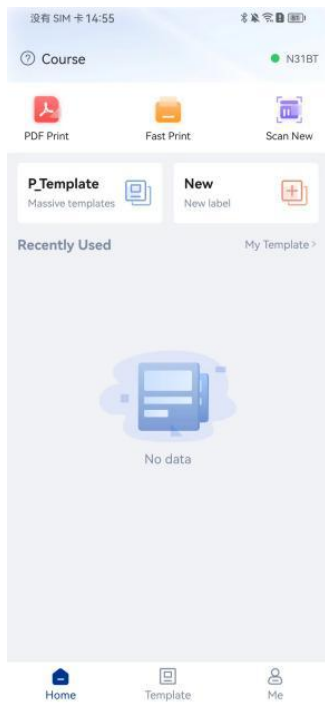 没有 SIM 卡 14:55
Course
N31BT
PDF Print
Fast Print
Scan New
P_Template
Massive templates
New
New label
Recently Used
My Template >
No data
Home
Template
Me